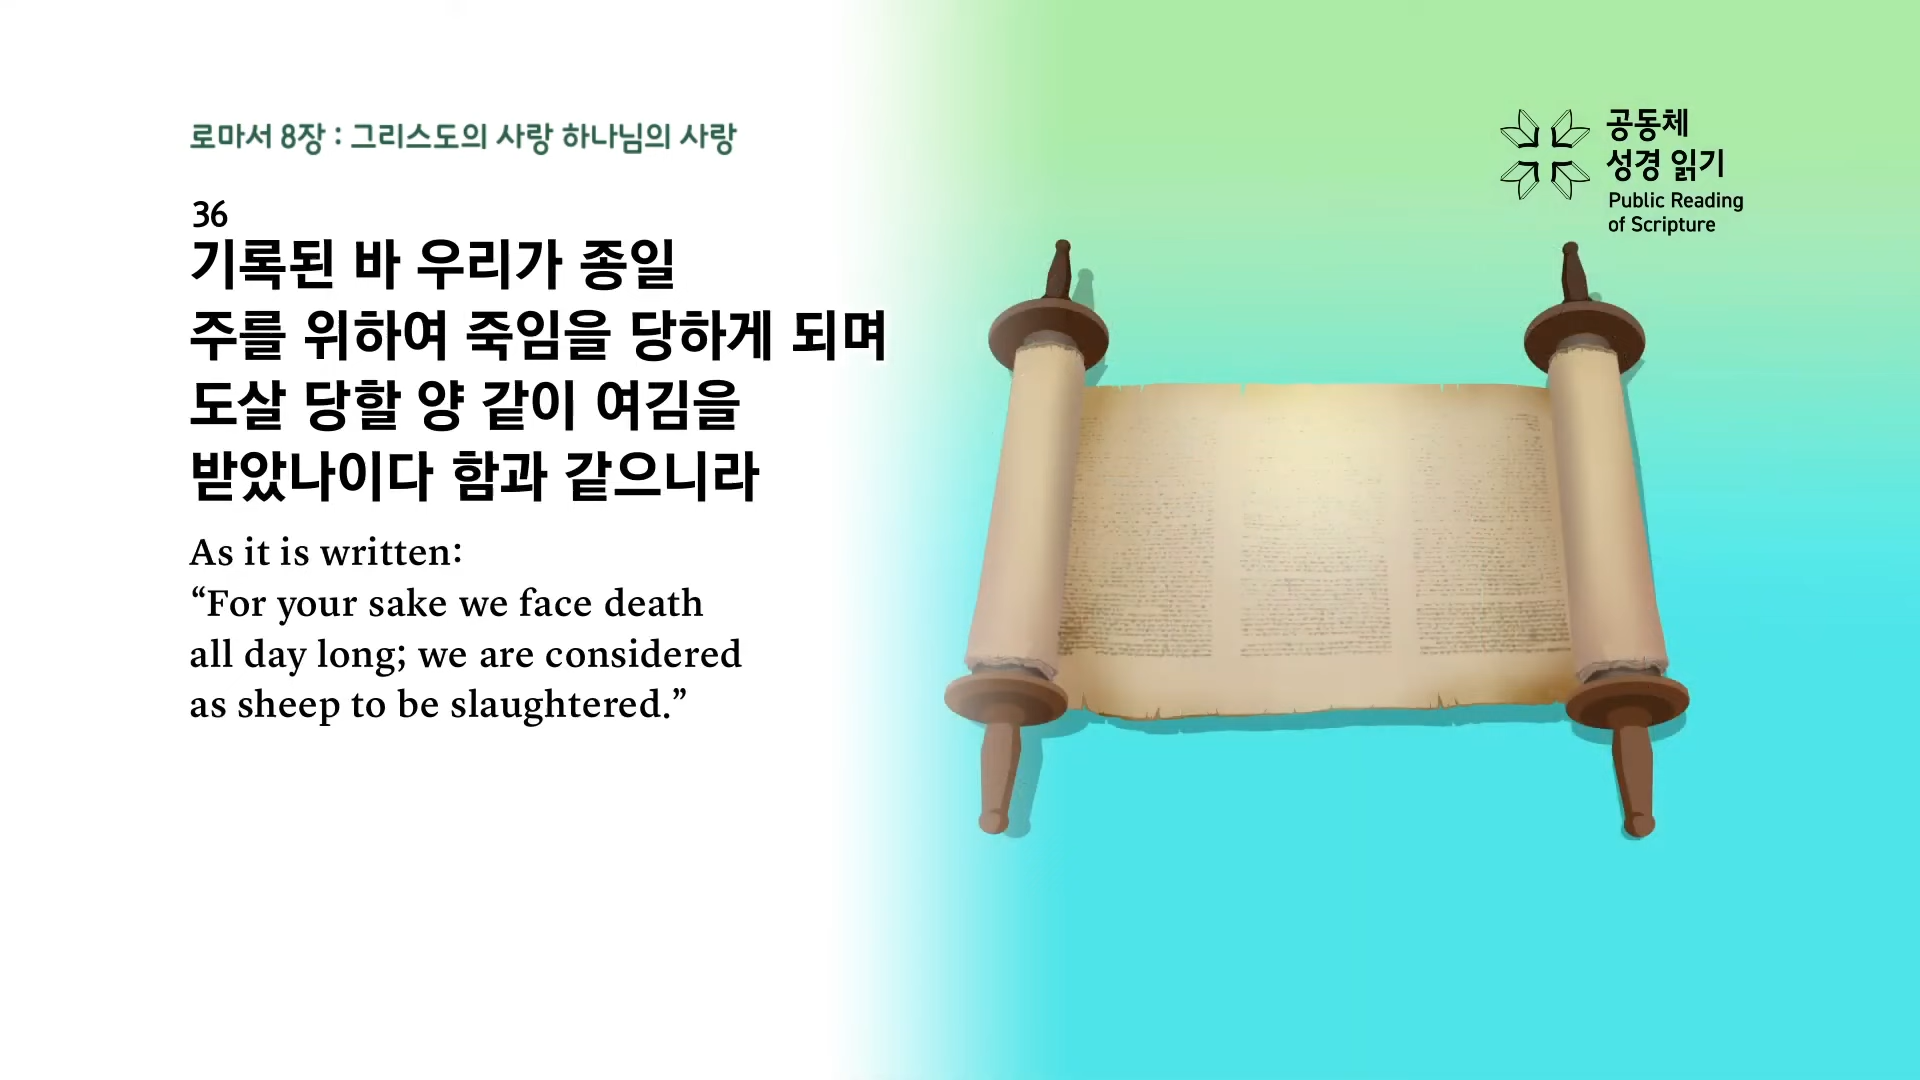 로마서 8장 : 그리스도의 사랑 하나님의 사랑
36
기록된 바 우리가 종일
주를 위하여 죽임을 당하게 되며
도살 당할 양 같이 여김을
받았나이다 함과 같으니라
As it is written:
“For your sake we face death
all day long; we are considered
as sheep to be slaughtered.”
공동체
성경 읽기
Public Reading
of Scripture